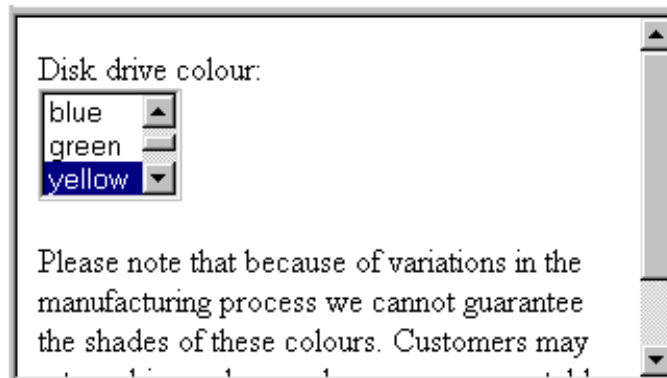 Disk drive colour:
blue
green
yellow
Please note that because of variations in the
manufacturing process we cannot guarantee
the shades of these colours. Customers may